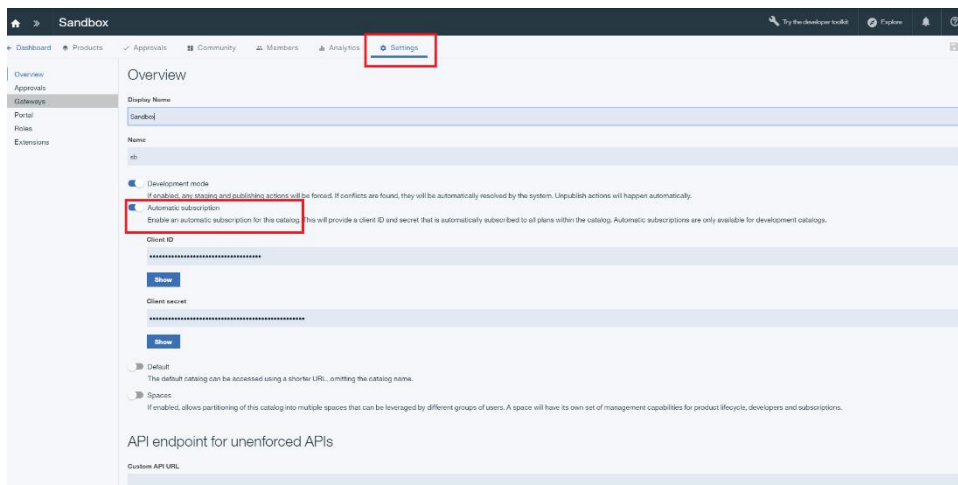 » Sandbox
Try the developer toolkit Explore
Dashboard Products Approvals Community Members Analytics Settings
Overview
Approvals
Gateways
Portal
Roles
Extensions
Overview
Display Name
Sandbox
Name
sb
Development mode
If enabled, any staging and publishing actions will be forced. If conflicts are found, they will be automatically resolved by the system. Unpublish actions will happen automatically.
Automatic subscription
Enable an automatic subscription for this catalog. This will provide a client ID and secret that is automatically subscribed to all plans within the catalog. Automatic subscriptions are only available for development catalogs.
Client ID
Show
Client secret
Show
Default
The default catalog can be accessed using a shorter URL, omitting the catalog name.
Spaces
If enabled, allows partitioning of this catalog into multiple spaces that can be leveraged by different groups of users. A space will have its own set of management capabilities for product lifecycle, developers and subscriptions.
API endpoint for unenforced APIs
Custom API URL